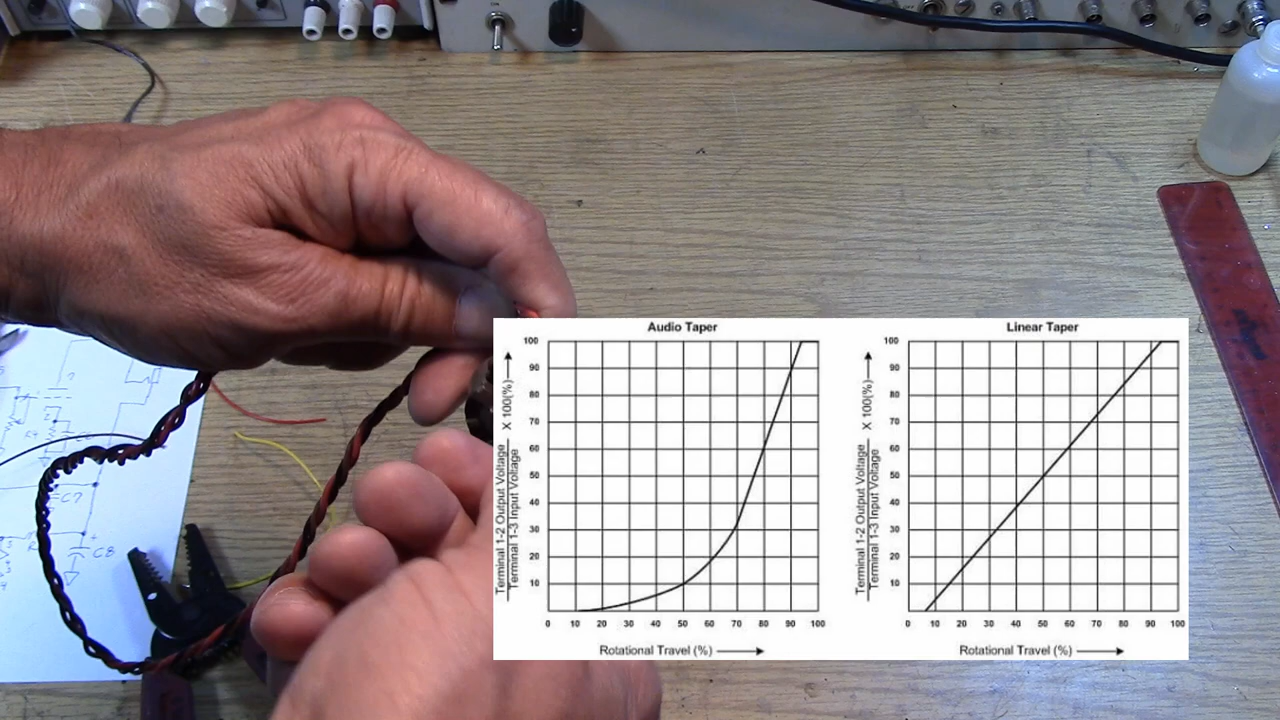 ON
Audio Taper
100
90
80
70
60
50
40
30
20
10
Terminal 1-2 Output Voltage
Terminal 1-3 Input Voltage
X 100(%)
0 10 20 30 40 50 60 70 80 90 100
Rotational Travel (%)
Linear Taper
100
90
80
70
60
50
40
30
20
10
Terminal 1-2 Output Voltage
Terminal 1-3 Input Voltage
X 100(%)
0 10 20 30 40 50 60 70 80 90 100
Rotational Travel (%)
C7
C8